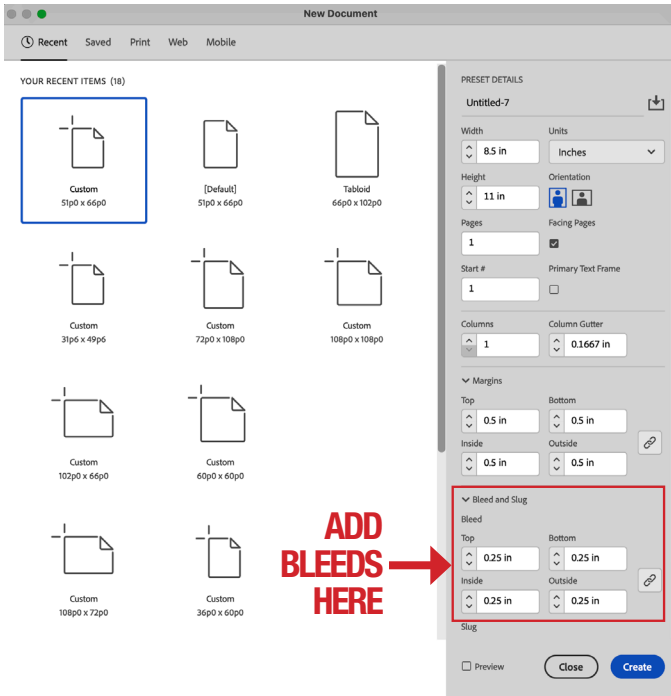 New Document
Recent Saved Print Web Mobile
YOUR RECENT ITEMS (18)
Custom
51p0 x 66p0
[Default]
51p0 x 66p0
Tabloid
66p0 x 102p0
Custom
31p6 x 49p6
Custom
72p0 x 108p0
Custom
108p0 x 108p0
Custom
102p0 x 66p0
Custom
60p0 x 60p0
Custom
108p0 x 72p0
Custom
36p0 x 60p0
ADD
BLEEDS
HERE
PRESET DETAILS
Untitled-7
Width Units
8.5 in Inches
Height Orientation
11 in
Pages Facing Pages
1
Start # Primary Text Frame
1
Columns Column Gutter
1 0.1667 in
Margins
Top Bottom
0.5 in 0.5 in
Inside Outside
0.5 in 0.5 in
Bleed and Slug
Bleed
Top Bottom
0.25 in 0.25 in
Inside Outside
0.25 in 0.25 in
Slug
Preview Close Create